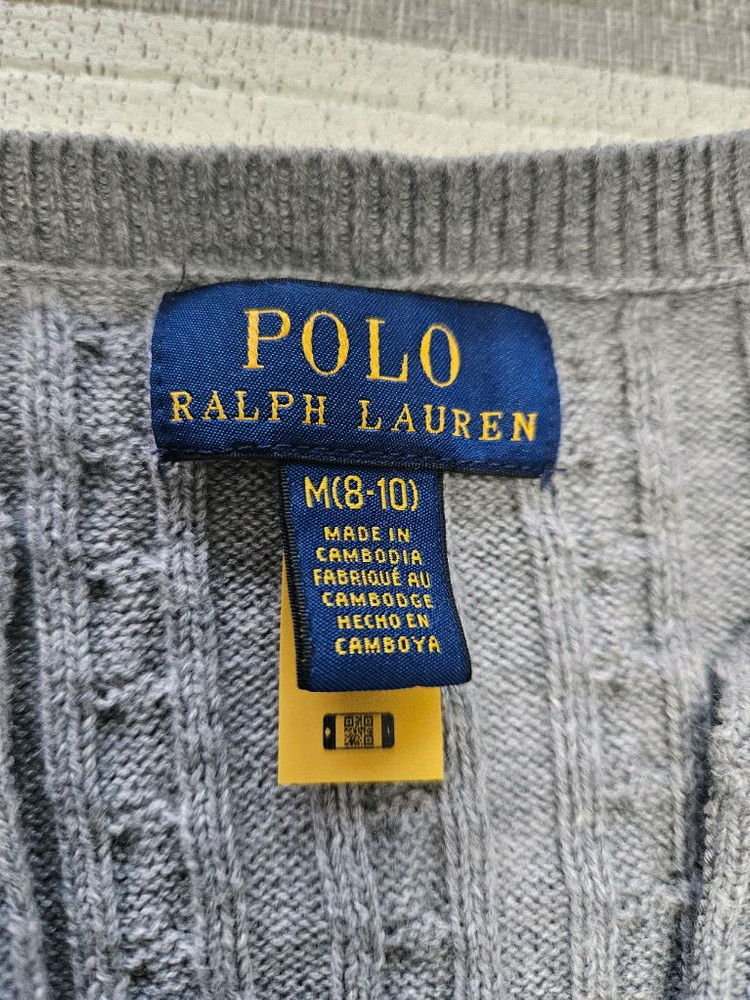 POLO
RALPH LAUREN
M(8-10)
MADE IN
CAMBODIA
FABRIQUÉ AU
CAMBODGE
HECHO EN
CAMBOYA